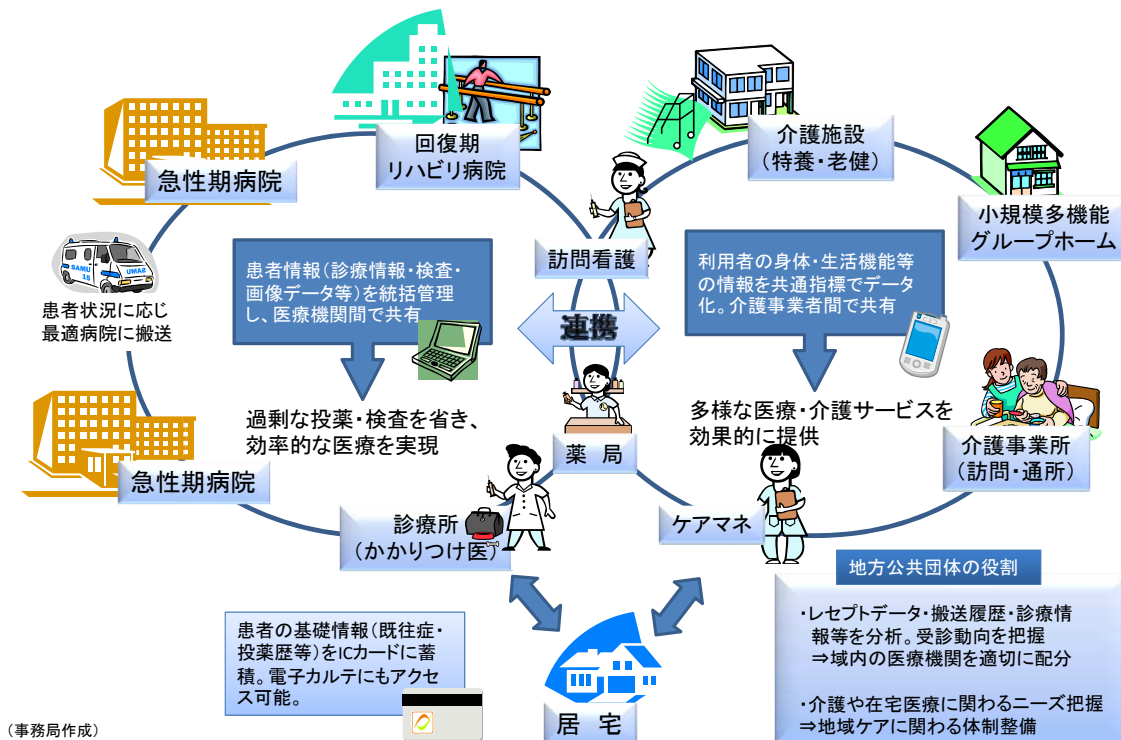 回復期
リハビリ病院
介護施設
(特養・老健)
急性期病院
小規模多機能
グループホーム
訪問看護
SAMU
15
UMAS
患者状況に応じ
最適病院に搬送
患者情報(診療情報・検査・
画像データ等)を統括管理
し、医療機関間で共有
利用者の身体・生活機能等
の情報を共通指標でデータ
化。介護事業者間で共有
連携
過剰な投薬・検査を省き、
効率的な医療を実現
多様な医療・介護サービスを
効果的に提供
薬 局
介護事業所
(訪問・通所)
急性期病院
診療所
(かかりつけ医)
ケアマネ
地方公共団体の役割
・レセプトデータ・搬送履歴・診療情
報等を分析。受診動向を把握
⇒域内の医療機関を適切に配分
・介護や在宅医療に関わるニーズ把握
⇒地域ケアに関わる体制整備
患者の基礎情報(既往症・
投薬歴等)をICカードに蓄
積。電子カルテにもアクセ
ス可能。
居 宅
(事務局作成)